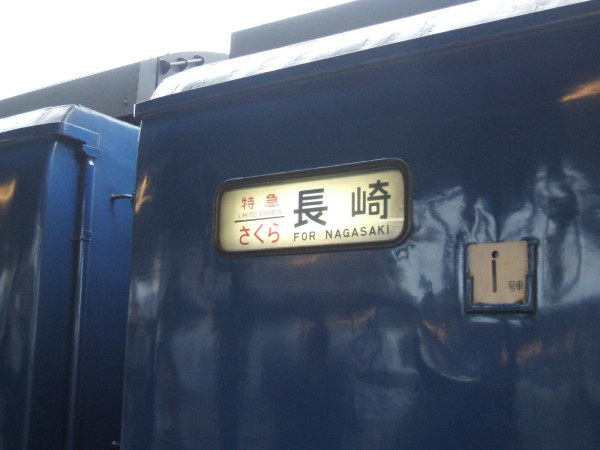 特急
LIMITED EXPRESS
さくら
長崎
FOR NAGASAKI
1
号車